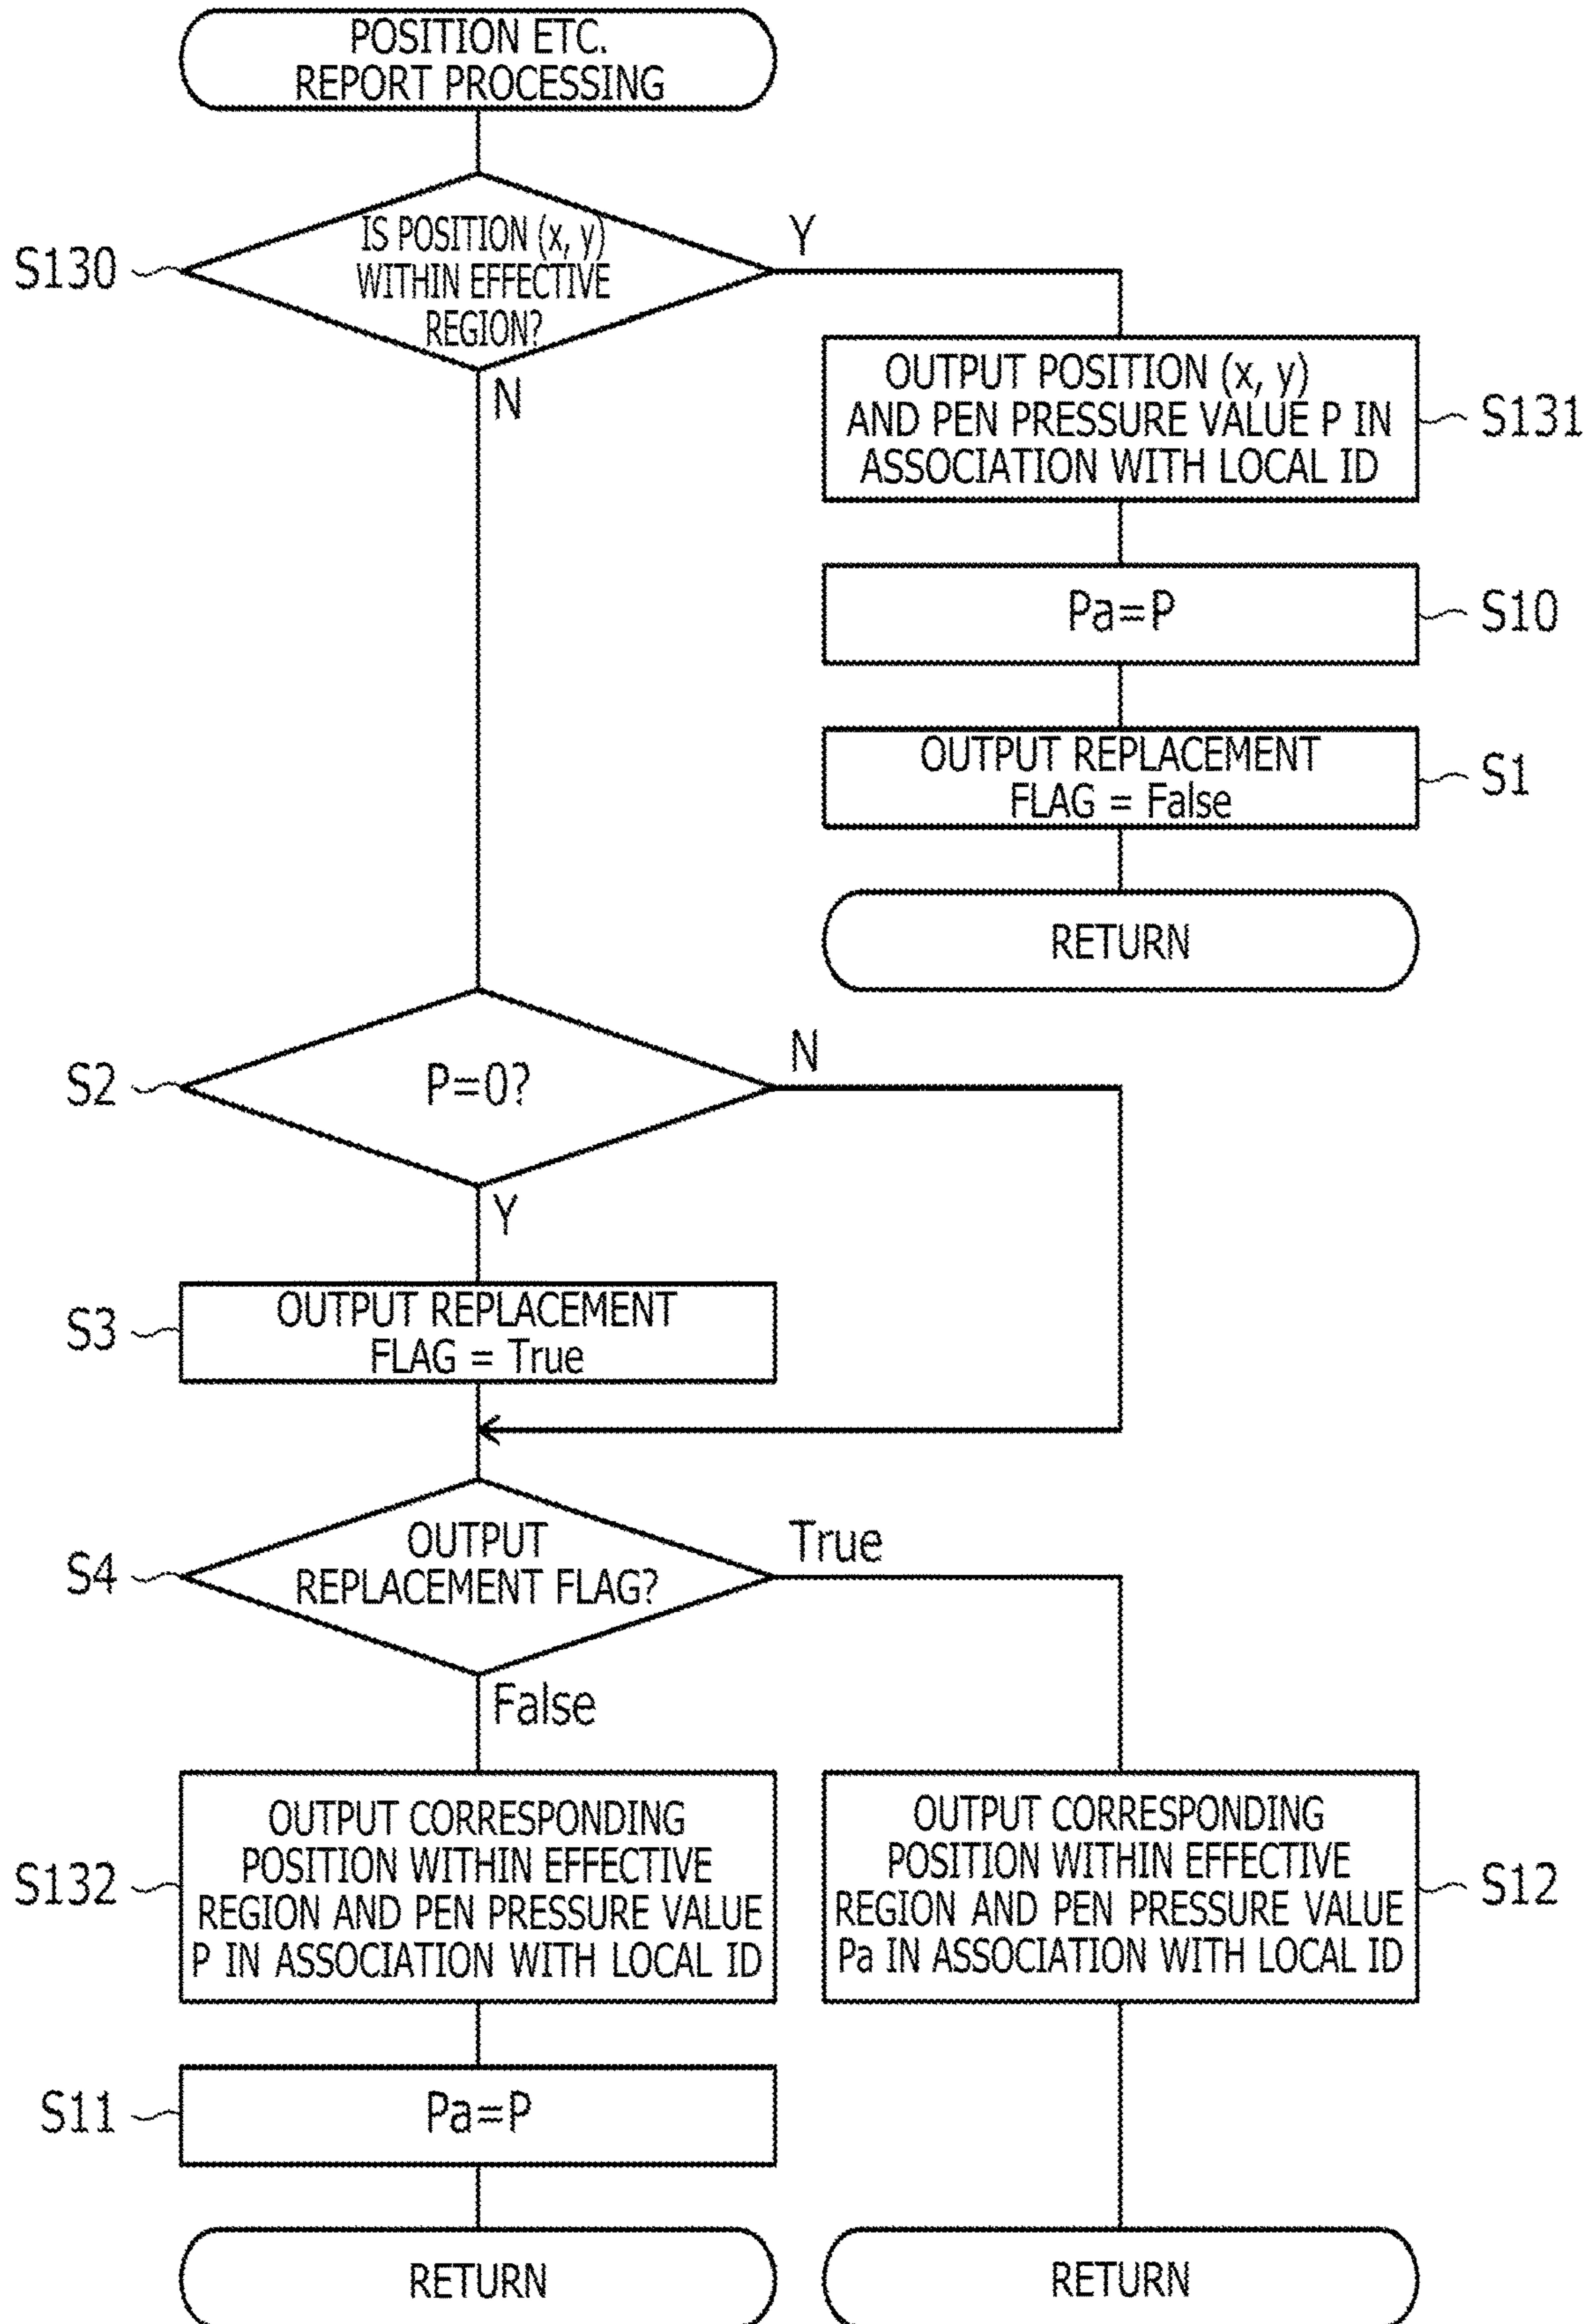 POSITION ETC.
REPORT PROCESSING
S130
IS POSITION (x, y)
WITHIN EFFECTIVE
REGION?
Y
N
OUTPUT POSITION (x, y)
AND PEN PRESSURE VALUE P IN
ASSOCIATION WITH LOCAL ID
S131
Pa=P
S10
OUTPUT REPLACEMENT
FLAG = False
S1
RETURN
S2
P=0?
N
Y
S3
OUTPUT REPLACEMENT
FLAG = True
S4
OUTPUT
REPLACEMENT FLAG?
True
False
S132
OUTPUT CORRESPONDING
POSITION WITHIN EFFECTIVE
REGION AND PEN PRESSURE VALUE
P IN ASSOCIATION WITH LOCAL ID
OUTPUT CORRESPONDING
POSITION WITHIN EFFECTIVE
REGION AND PEN PRESSURE VALUE
Pa IN ASSOCIATION WITH LOCAL ID
S12
S11
Pa=P
RETURN
RETURN